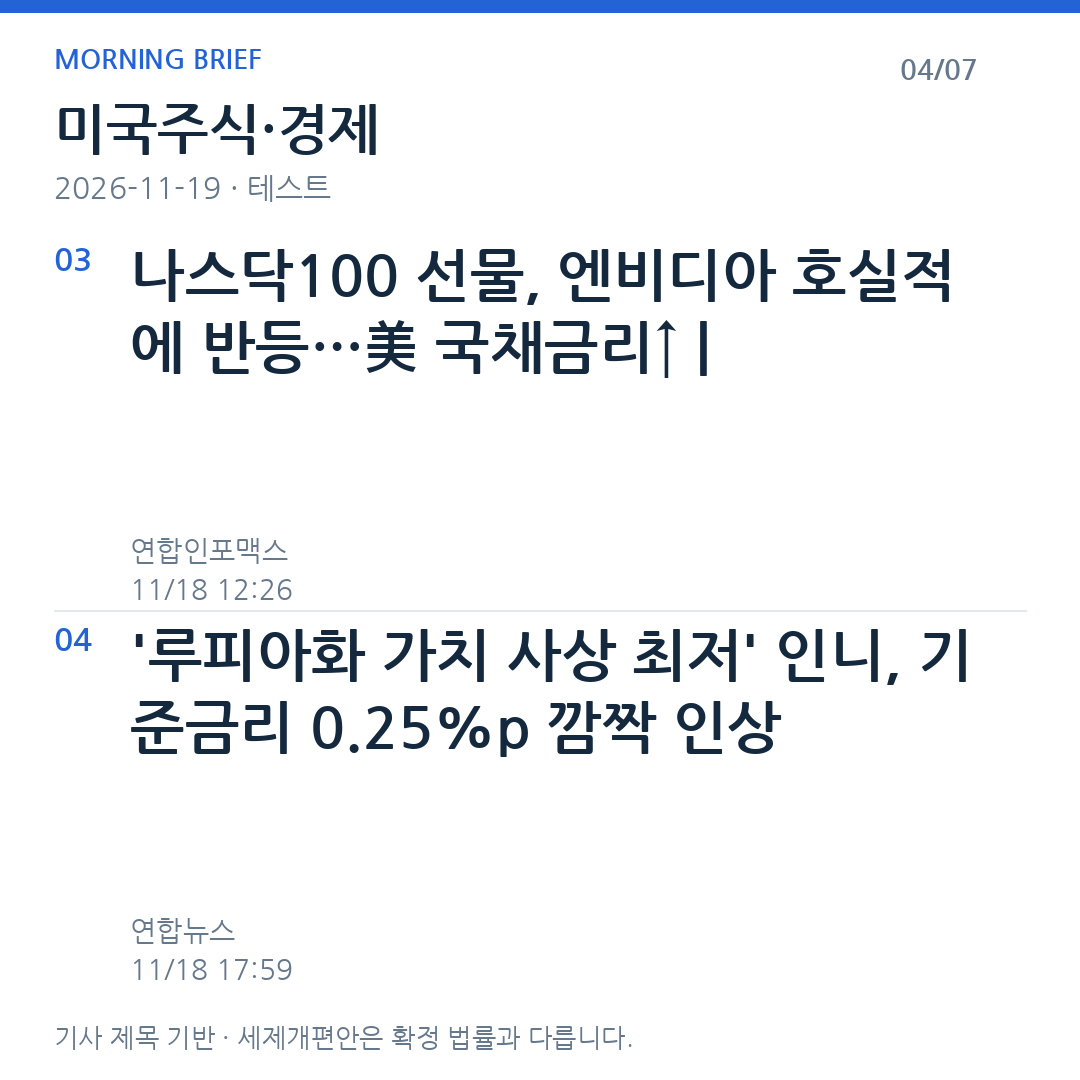 MORNING BRIEF
04/07
미국주식·경제
2026-11-19 · 테스트
03
나스닥100 선물, 엔비디아 호실적
에 반등…美 국채금리↑ |
연합인포맥스
11/18 12:26
04
'루피아화 가치 사상 최저' 인니, 기
준금리 0.25%p 깜짝 인상
연합뉴스
11/18 17:59
기사 제목 기반 · 세제개편안은 확정 법률과 다릅니다.